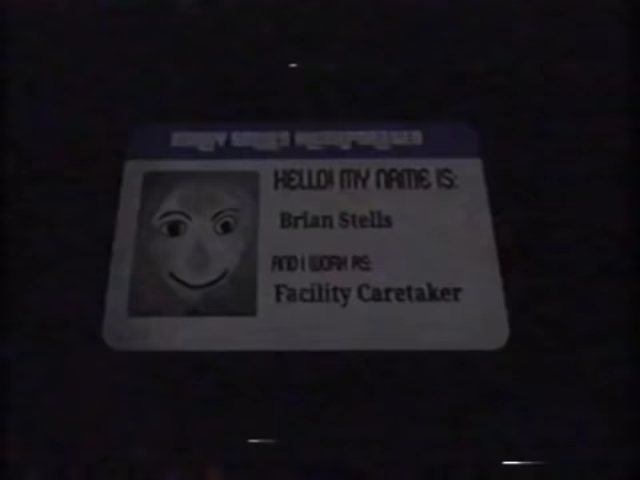 HELLO! MY NAME IS:
Brian Stells
AND I WORK AS:
Facility Caretaker